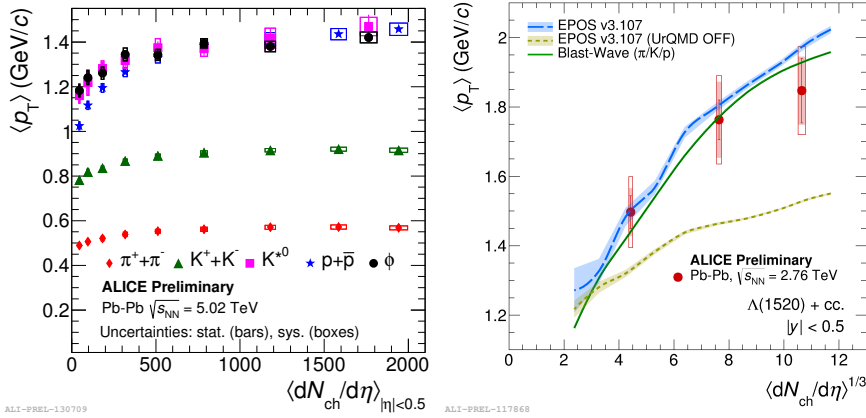 ⟨p_T⟩ (GeV/c)
1.4
1.2
1
0.8
0.6
0.4
0.2
π⁺+π⁻ K⁺+K⁻ K*⁰ p+p̅ ϕ
ALICE Preliminary
Pb-Pb √s_NN = 5.02 TeV
Uncertainties: stat. (bars), sys. (boxes)
0 500 1000 1500 2000
⟨dN_ch/dη⟩_|η|<0.5
ALI-PREL-130709
⟨p_T⟩ (GeV/c)
EPOS v3.107
EPOS v3.107 (UrQMD OFF)
Blast-Wave (π/K/p)
2
1.8
1.6
1.4
1.2
ALICE Preliminary
Pb-Pb, √s_NN = 2.76 TeV
Λ(1520) + cc.
|y| < 0.5
0 2 4 6 8 10 12
⟨dN_ch/dη⟩^1/3
ALI-PREL-117868